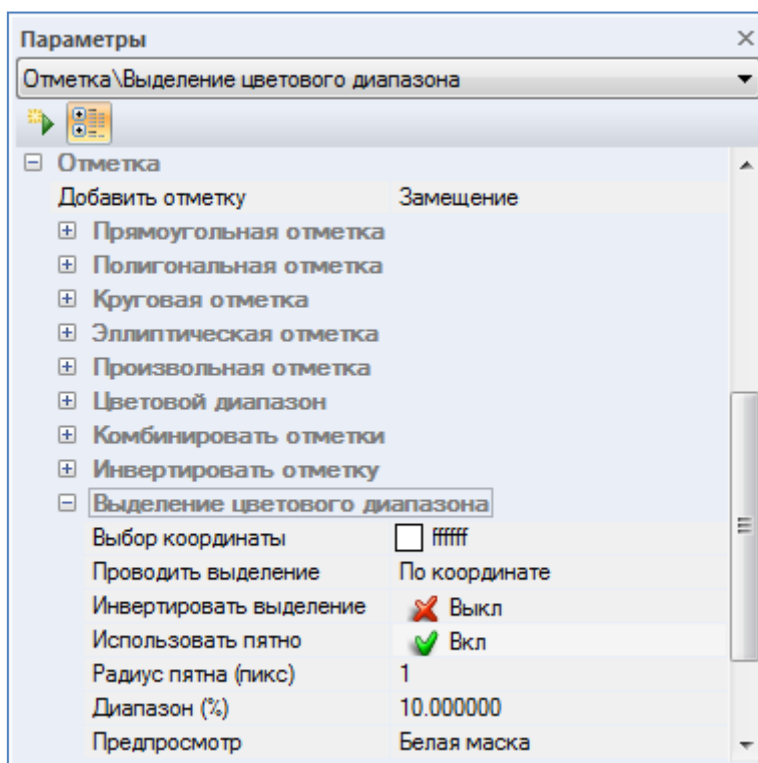 Параметры
Отметка\Выделение цветового диапазона
Отметка
Добавить отметку Замещение
Прямоугольная отметка
Полигональная отметка
Круговая отметка
Эллиптическая отметка
Произвольная отметка
Цветовой диапазон
Комбинировать отметки
Инвертировать отметку
Выделение цветового диапазона
Выбор координаты ffffff
Проводить выделение По координате
Инвертировать выделение Выкл
Использовать пятно Вкл
Радиус пятна (пикс) 1
Диапазон (%) 10.000000
Предпросмотр Белая маска